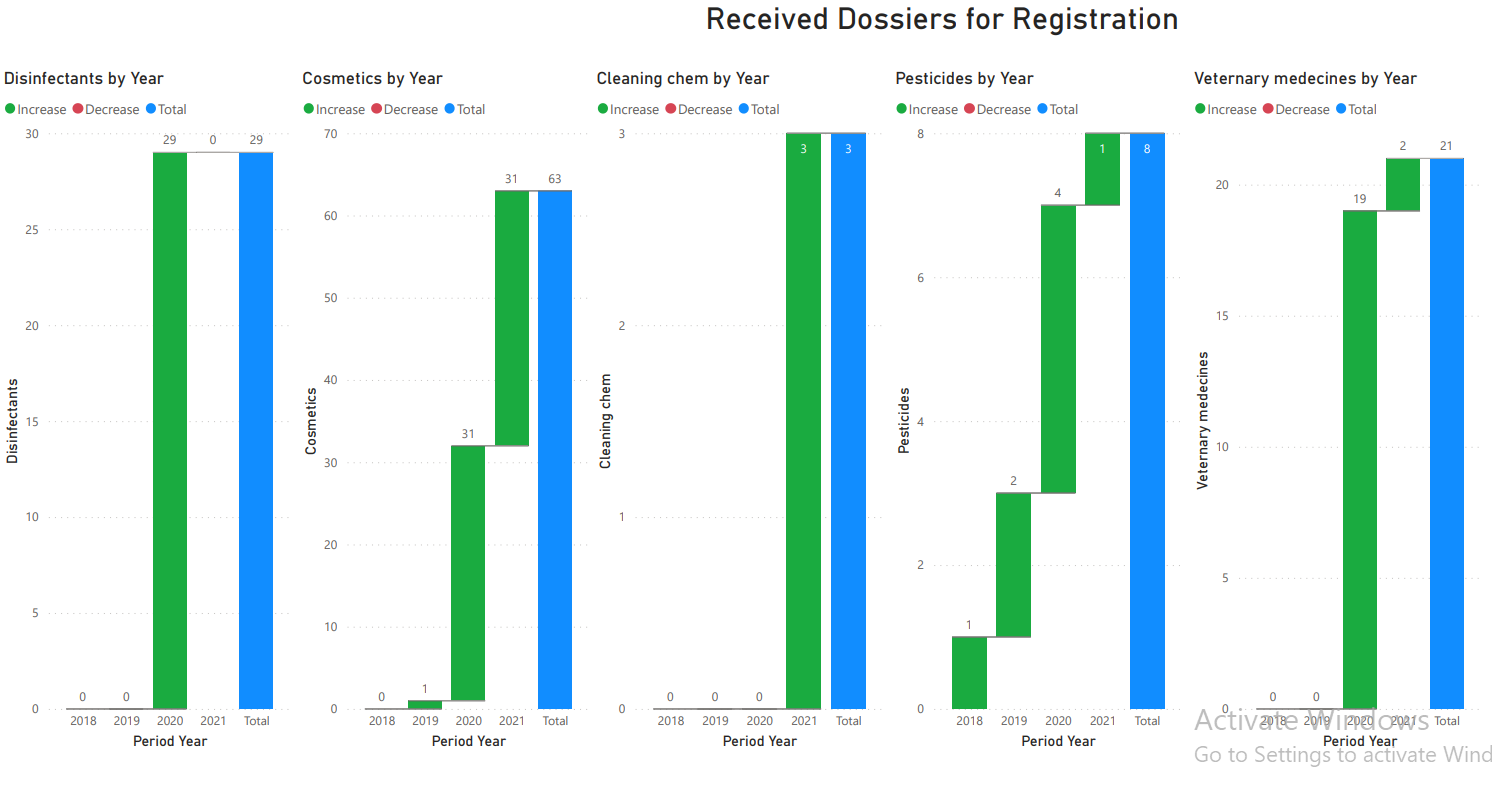 Received Dossiers for Registration
Disinfectants by Year
Increase Decrease Total
30
25
20
15
10
5
0
Disinfectants
0 0 29 0 29
2018 2019 2020 2021 Total
Period Year
Cosmetics by Year
Increase Decrease Total
70
60
50
40
30
20
10
0
Cosmetics
0 1 31 31 63
2018 2019 2020 2021 Total
Period Year
Cleaning chem by Year
Increase Decrease Total
3
2
1
0
Cleaning chem
0 0 0 3 3
2018 2019 2020 2021 Total
Period Year
Pesticides by Year
Increase Decrease Total
8
6
4
2
0
Pesticides
1 2 4 1 8
2018 2019 2020 2021 Total
Period Year
Veternary medecines by Year
Increase Decrease Total
20
15
10
5
0
Veternary medecines
0 0 19 2 21
2018 2019 2020 2021 Total
Period Year
Activate Windows
Go to Settings to activate Wind